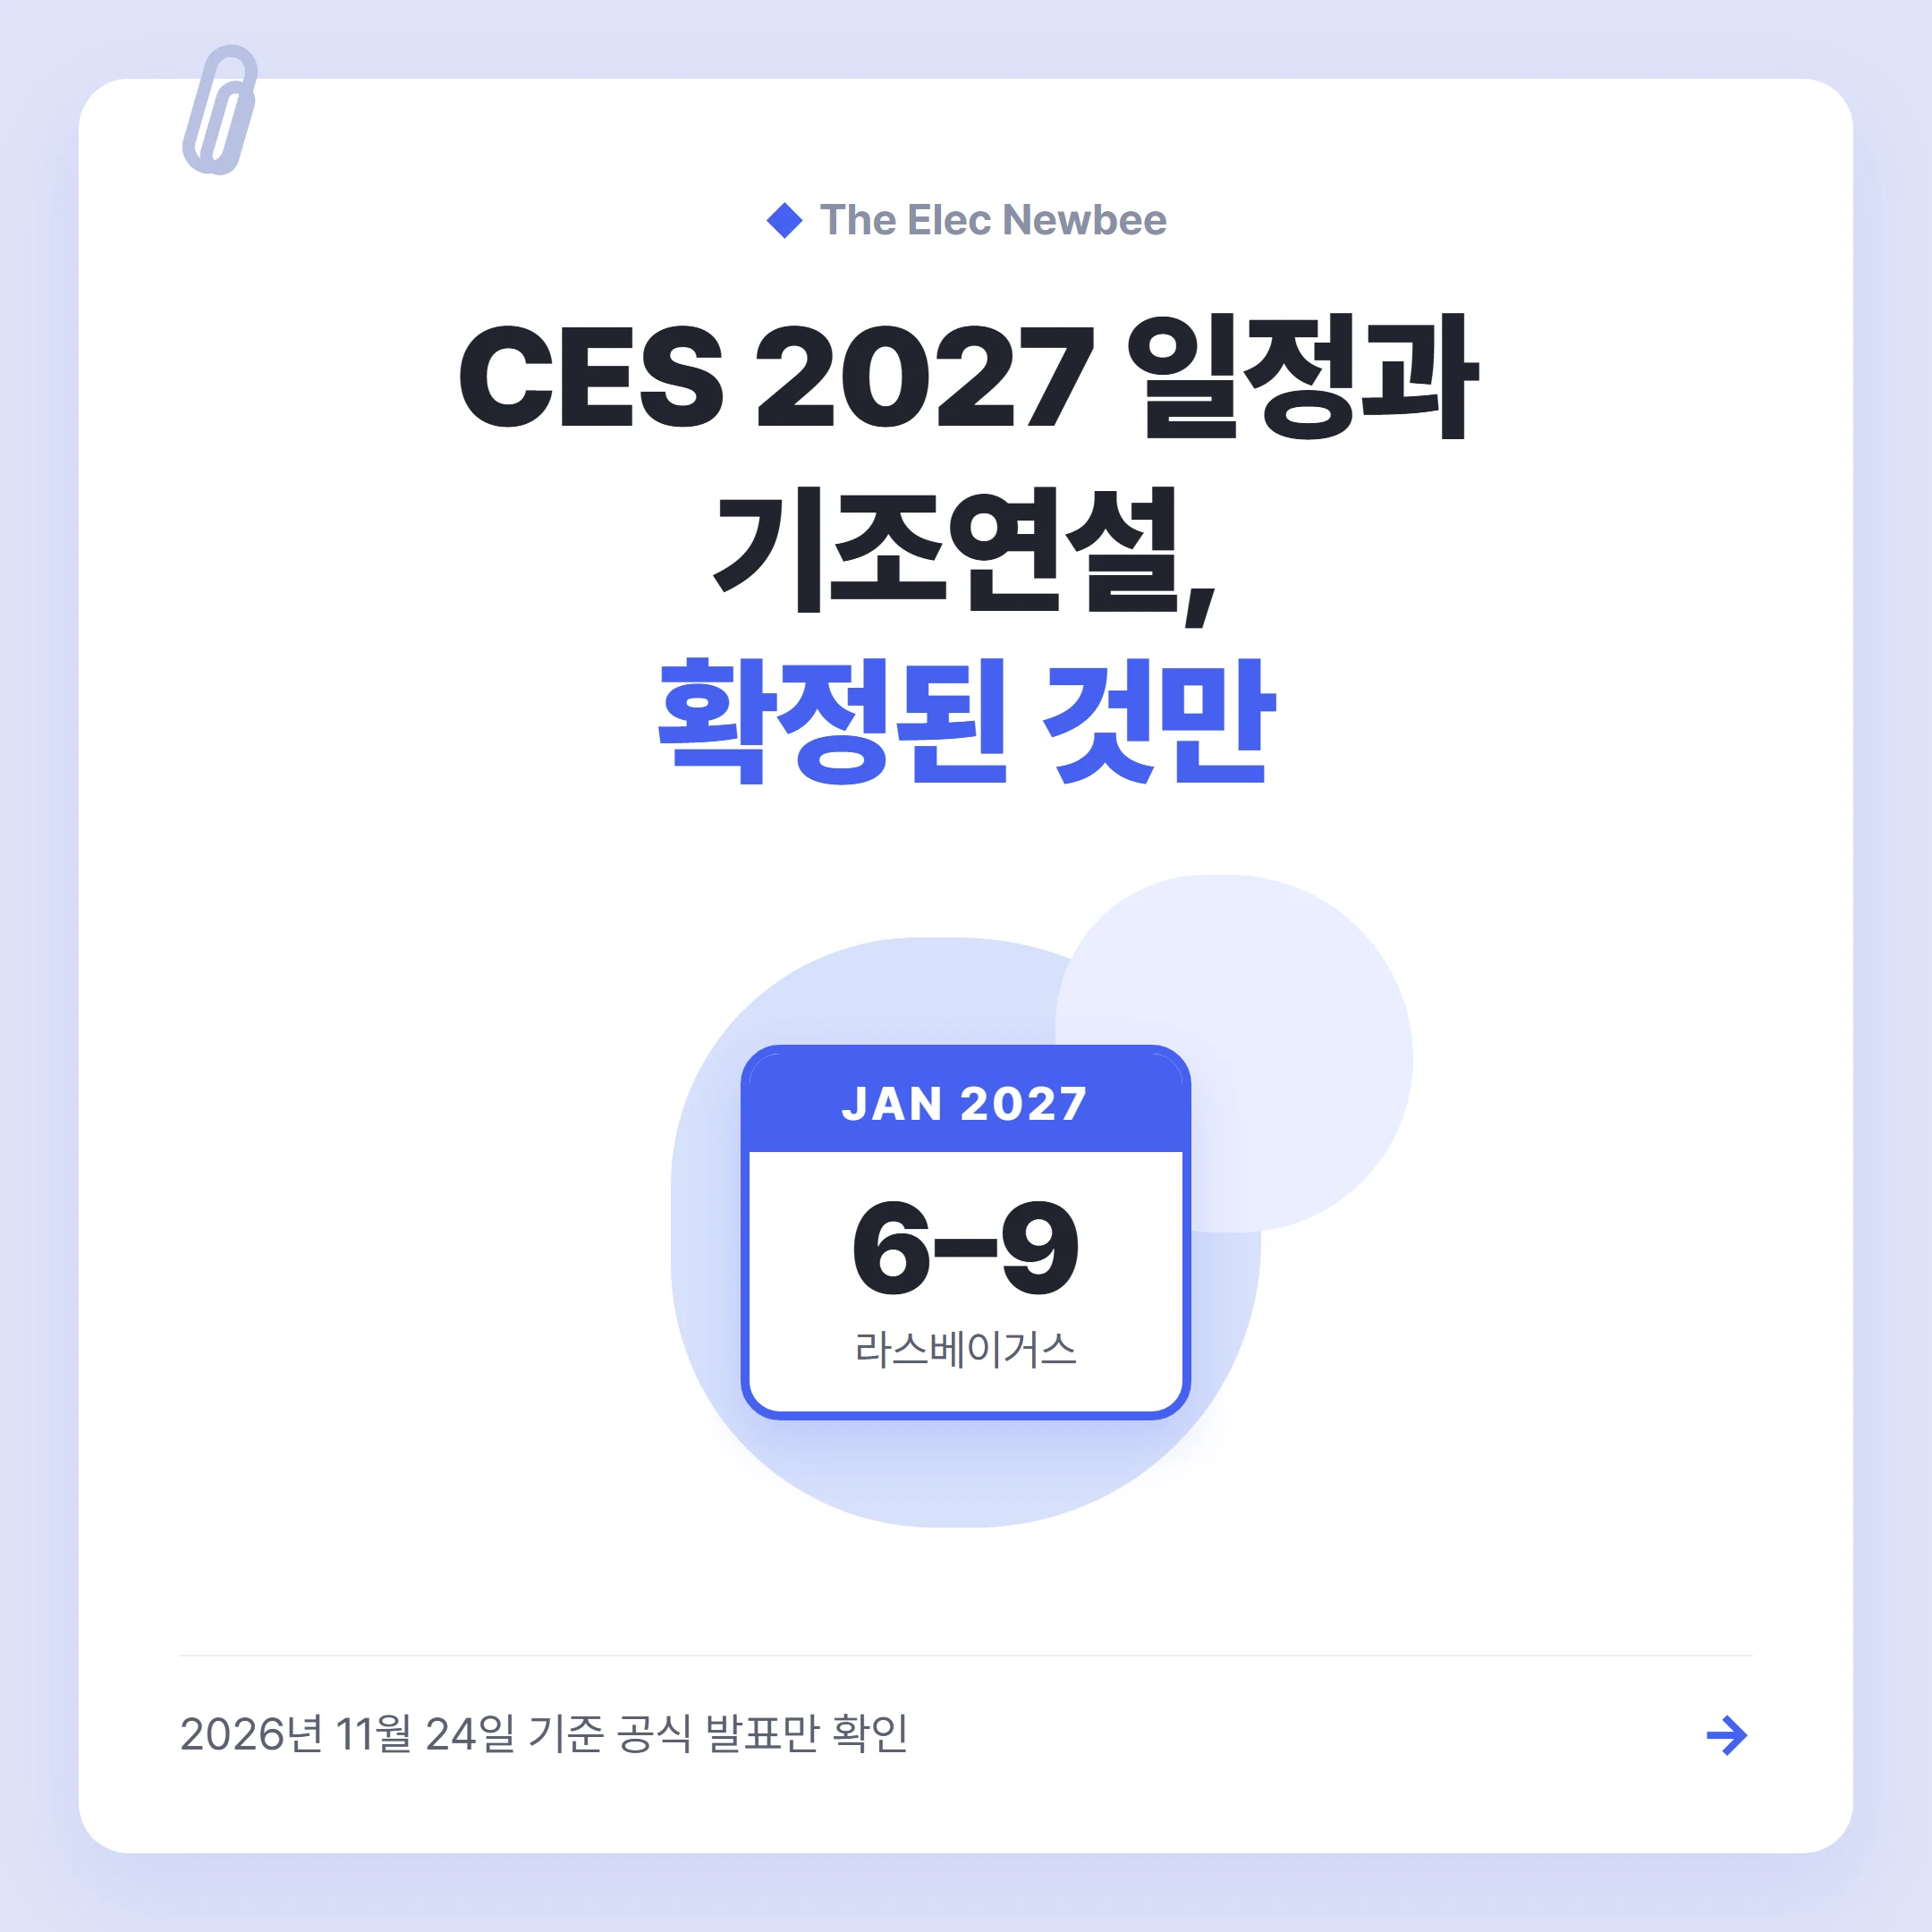 The Elec Newbee
CES 2027 일정과
기조연설,
확정된 것만
JAN 2027
6–9
라스베이거스
2026년 11월 24일 기준 공식 발표만 확인